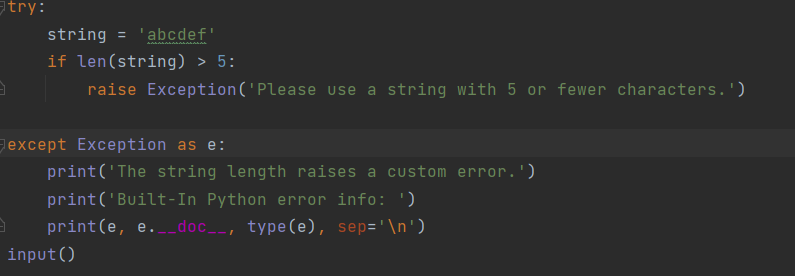 try:
    string = 'abcdef'
    if len(string) > 5:
        raise Exception('Please use a string with 5 or fewer characters.')

except Exception as e:
    print('The string length raises a custom error.')
    print('Built-In Python error info: ')
    print(e, e.__doc__, type(e), sep='\n')
input()